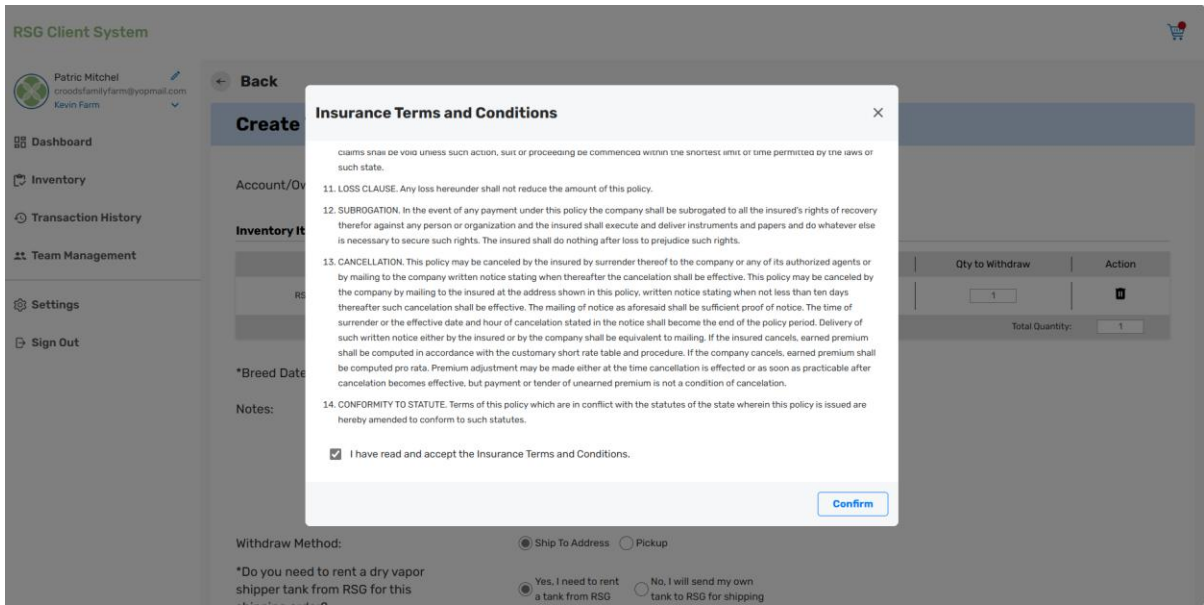 RSG Client System
Patric Mitchel
croodsfamilyfarm@yopmail.com
Kevin Farm
Dashboard
Inventory
Transaction History
Team Management
Settings
Sign Out
← Back
Create
Account/Ow
Inventory It
Qty to Withdraw
Action
RS
1
Total Quantity:
1
*Breed Date
Notes:
Insurance Terms and Conditions
claims shall be void unless such action, suit or proceeding be commenced within the shortest limit of time permitted by the laws of
such state.
11. LOSS CLAUSE. Any loss hereunder shall not reduce the amount of this policy.
12. SUBROGATION. In the event of any payment under this policy the company shall be subrogated to all the insured's rights of recovery
therefor against any person or organization and the insured shall execute and deliver instruments and papers and do whatever else
is necessary to secure such rights. The insured shall do nothing after loss to prejudice such rights.
13. CANCELLATION. This policy may be canceled by the insured by surrender thereof to the company or any of its authorized agents or
by mailing to the company written notice stating when thereafter the cancelation shall be effective. This policy may be canceled by
the company by mailing to the insured at the address shown in this policy, written notice stating when not less than ten days
thereafter such cancelation shall be effective. The mailing of notice as aforesaid shall be sufficient proof of notice. The time of
surrender or the effective date and hour of cancelation stated in the notice shall become the end of the policy period. Delivery of
such written notice either by the insured or by the company shall be equivalent to mailing. If the insured cancels, earned premium
shall be computed in accordance with the customary short rate table and procedure. If the company cancels, earned premium shall
be computed pro rata. Premium adjustment may be made either at the time cancellation is effected or as soon as practicable after
cancelation becomes effective, but payment or tender of unearned premium is not a condition of cancelation.
14. CONFORMITY TO STATUTE. Terms of this policy which are in conflict with the statutes of the state wherein this policy is issued are
hereby amended to conform to such statutes.
I have read and accept the Insurance Terms and Conditions.
Confirm
Withdraw Method:
Ship To Address
Pickup
*Do you need to rent a dry vapor
shipper tank from RSG for this
shipping order?
Yes, I need to rent
a tank from RSG
No, I will send my own
tank to RSG for shipping